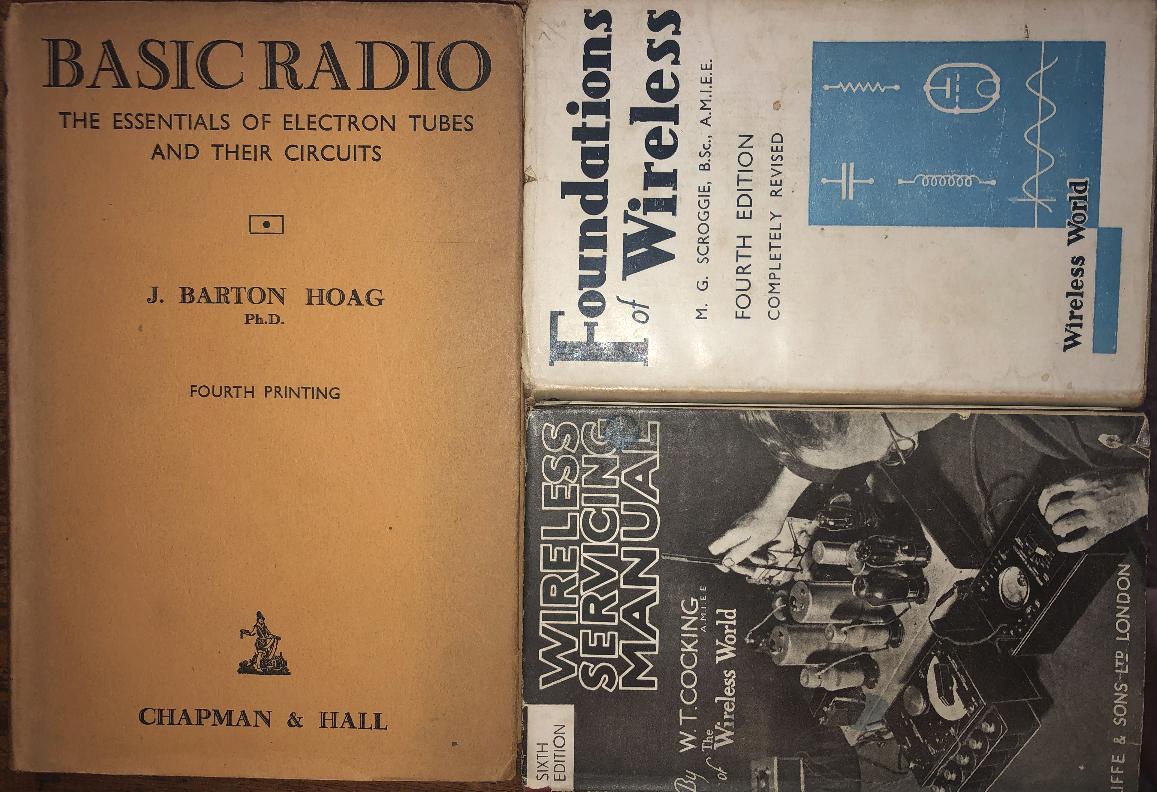 BASIC RADIO
THE ESSENTIALS OF ELECTRON TUBES
AND THEIR CIRCUITS
J. BARTON HOAG
Ph.D.
FOURTH PRINTING
CHAPMAN & HALL
Foundations
of Wireless
M. G. SCROGGIE, B.Sc., A.M.I.E.E.
FOURTH EDITION
COMPLETELY REVISED
Wireless World
WIRELESS
SERVICING
MANUAL
By W.T. COCKING
A.M.I.E.E
of The Wireless World
SIXTH
EDITION
IFFE & SONS LTD LONDON